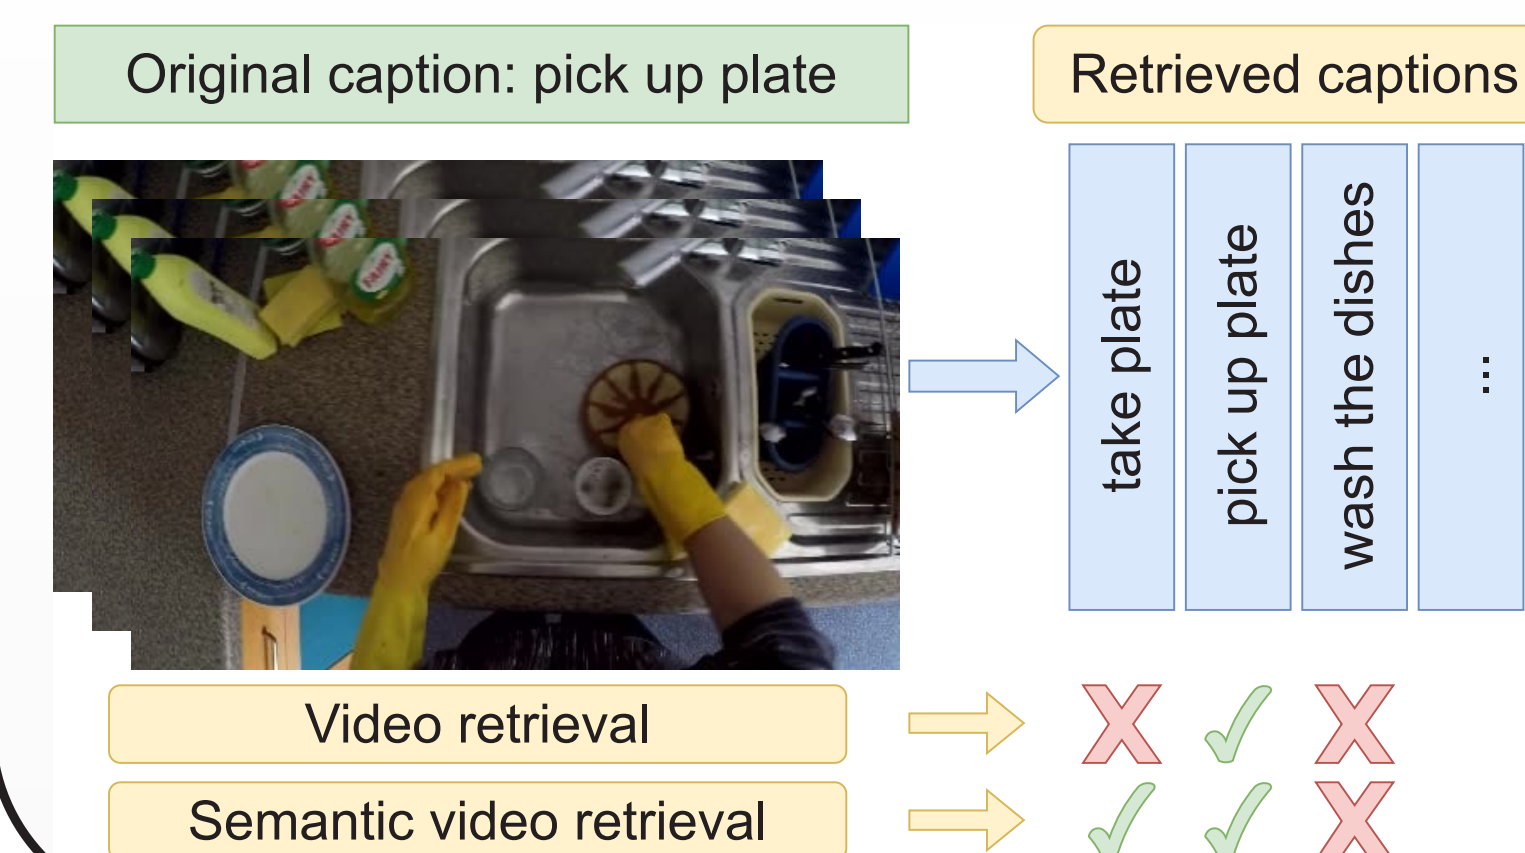 Original caption: pick up plate
Retrieved captions
FAIRY
take plate
pick up plate
wash the dishes
...
Video retrieval
Semantic video retrieval